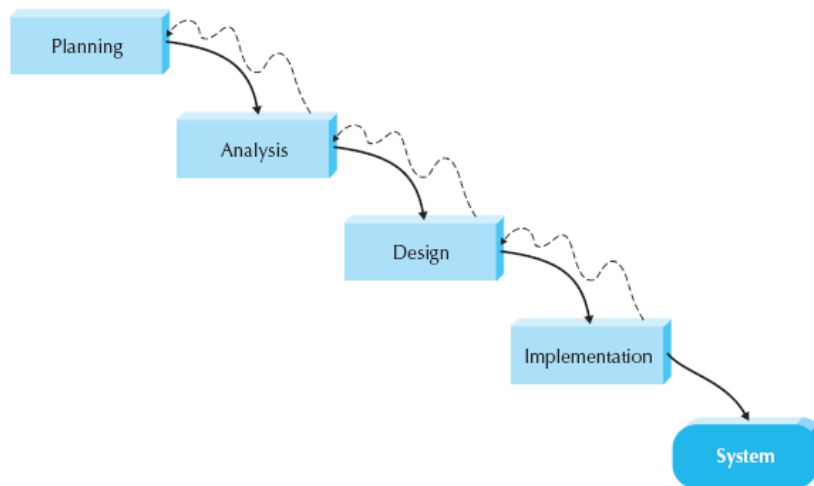 Planning
Analysis
Design
Implementation
System